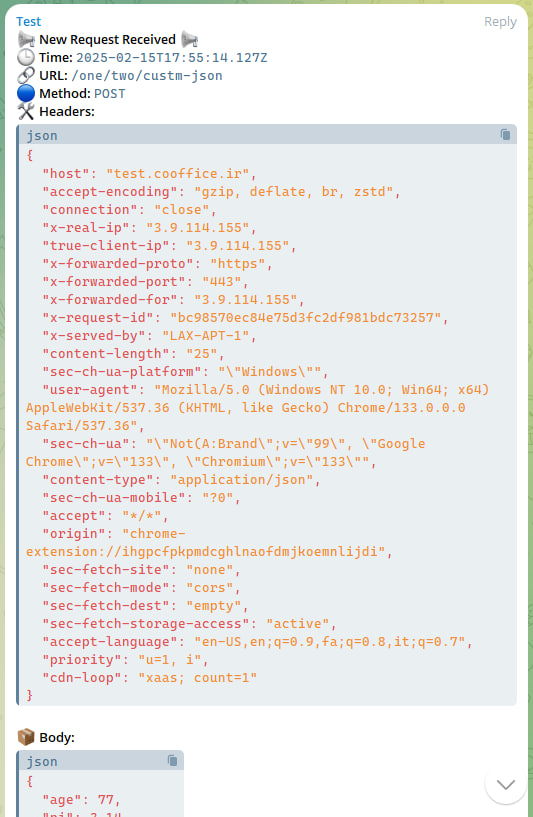 Test Reply
New Request Received
Time: 2025-02-15T17:55:14.127Z
URL: /one/two/custm-json
Method: POST
Headers:
json
{
"host": "test.cooffice.ir",
"accept-encoding": "gzip, deflate, br, zstd",
"connection": "close",
"x-real-ip": "3.9.114.155",
"true-client-ip": "3.9.114.155",
"x-forwarded-proto": "https",
"x-forwarded-port": "443",
"x-forwarded-for": "3.9.114.155",
"x-request-id": "bc98570ec84e75d3fc2df981bdc73257",
"x-served-by": "LAX-APT-1",
"content-length": "25",
"sec-ch-ua-platform": "\"Windows\"",
"user-agent": "Mozilla/5.0 (Windows NT 10.0; Win64; x64)
AppleWebKit/537.36 (KHTML, like Gecko) Chrome/133.0.0.0
Safari/537.36",
"sec-ch-ua": "\"Not(A:Brand\";v=\"99\", \"Google
Chrome\";v=\"133\", \"Chromium\";v=\"133\"",
"content-type": "application/json",
"sec-ch-ua-mobile": "?0",
"accept": "*/*",
"origin": "chrome-
extension://ihgpcfpkpmdcghlnaofdmjkoemnlijdi",
"sec-fetch-site": "none",
"sec-fetch-mode": "cors",
"sec-fetch-dest": "empty",
"sec-fetch-storage-access": "active",
"accept-language": "en-US,en;q=0.9,fa;q=0.8,it;q=0.7",
"priority": "u=1, i",
"cdn-loop": "xaas; count=1"
}
Body:
json
{
"age": 77,